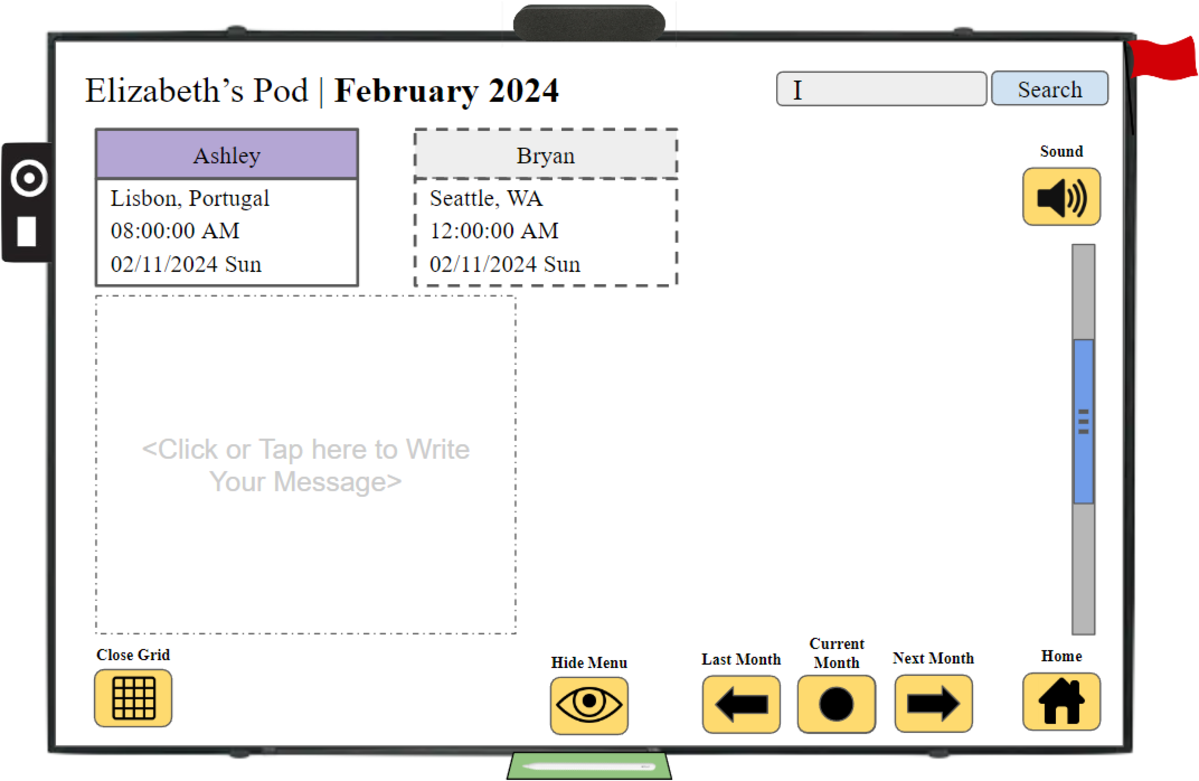 Elizabeth’s Pod | February 2024
I
Search
Ashley
Lisbon, Portugal
08:00:00 AM
02/11/2024 Sun
Bryan
Seattle, WA
12:00:00 AM
02/11/2024 Sun
Sound
<Click or Tap here to Write
Your Message>
Close Grid
Hide Menu
Last Month
Current
Month
Next Month
Home